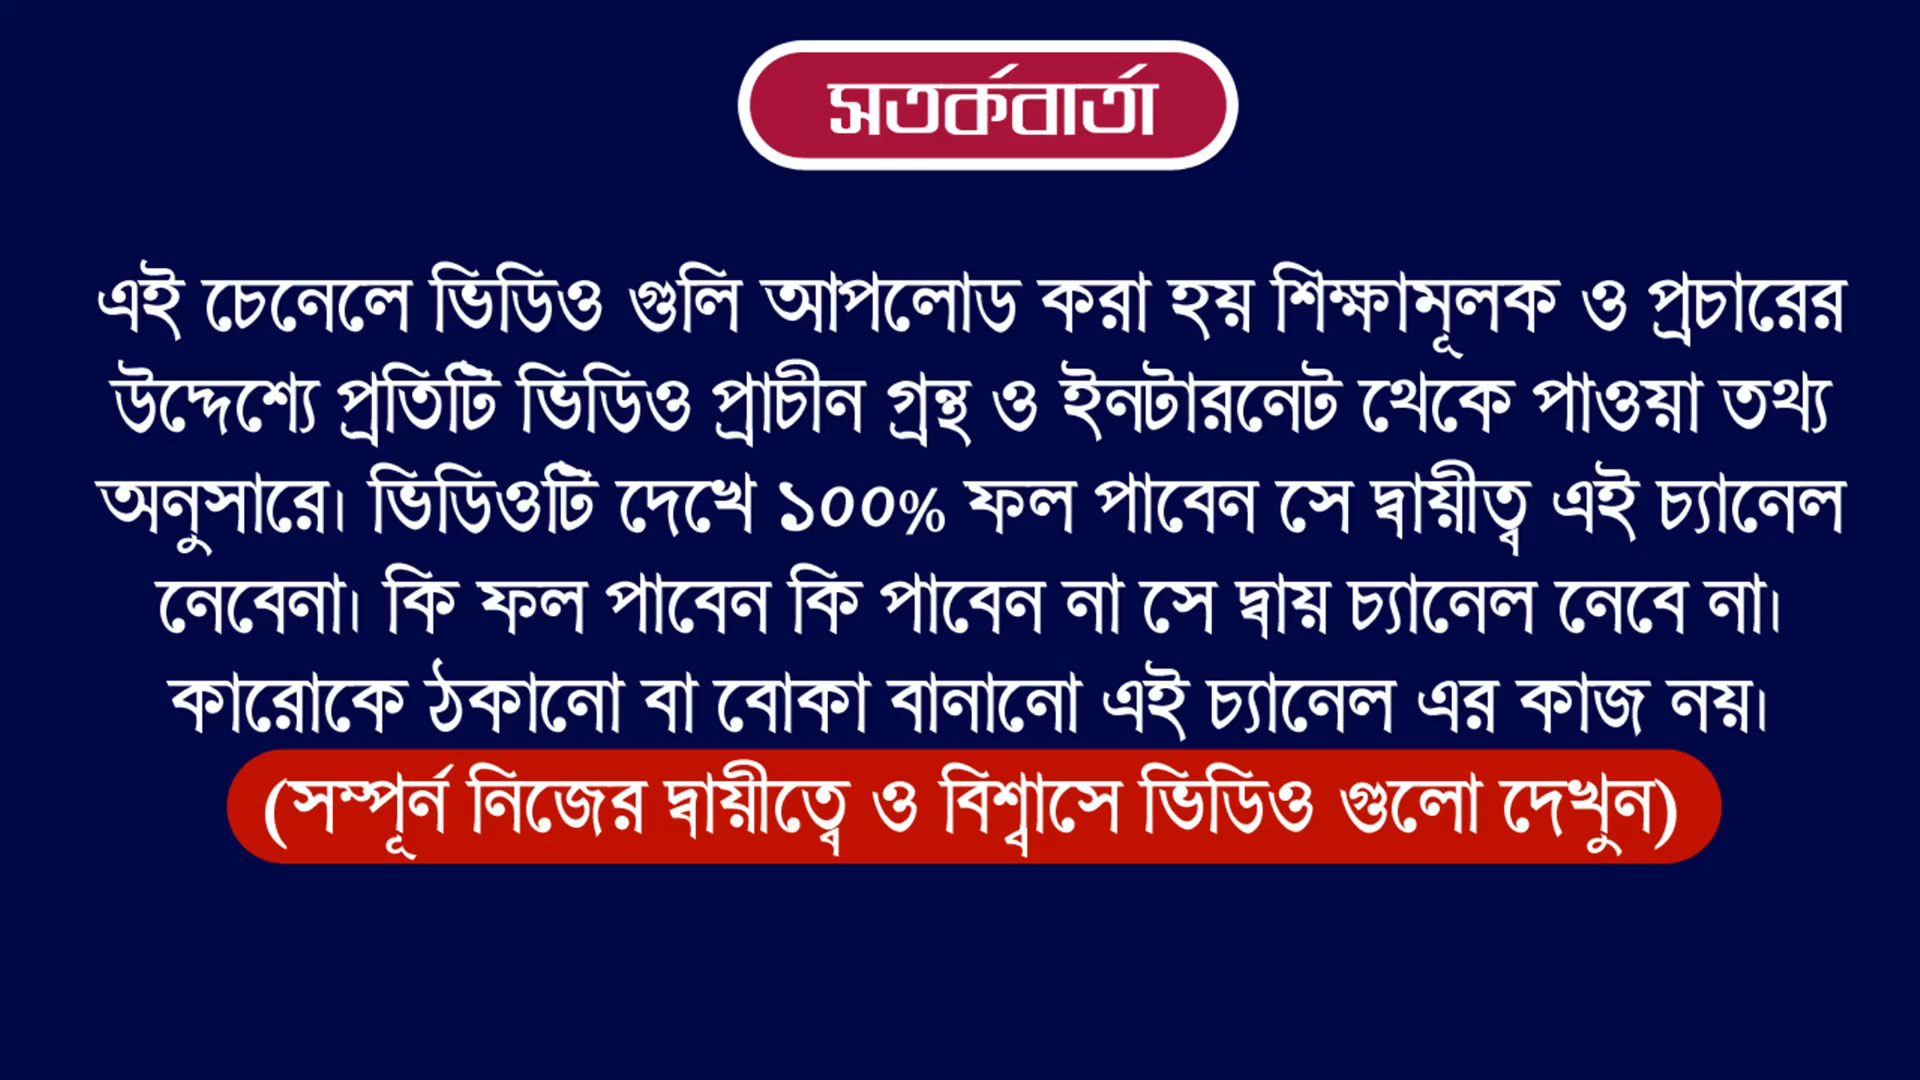 সতর্কবার্তা
এই চেনেলে ভিডিও গুলি আপলোড করা হয় শিক্ষামূলক ও প্রচারের
উদ্দেশ্যে প্রতিটি ভিডিও প্রাচীন গ্রন্থ ও ইনটারনেট থেকে পাওয়া তথ্য
অনুসারে। ভিডিওটি দেখে ১০০% ফল পাবেন সে দ্বায়ীত্ব এই চ্যানেল
নেবেনা। কি ফল পাবেন কি পাবেন না সে দ্বায় চ্যানেল নেবে না।
কারোকে ঠকানো বা বোকা বানানো এই চ্যানেল এর কাজ নয়।
(সম্পূর্ন নিজের দ্বায়ীত্বে ও বিশ্বাসে ভিডিও গুলো দেখুন)